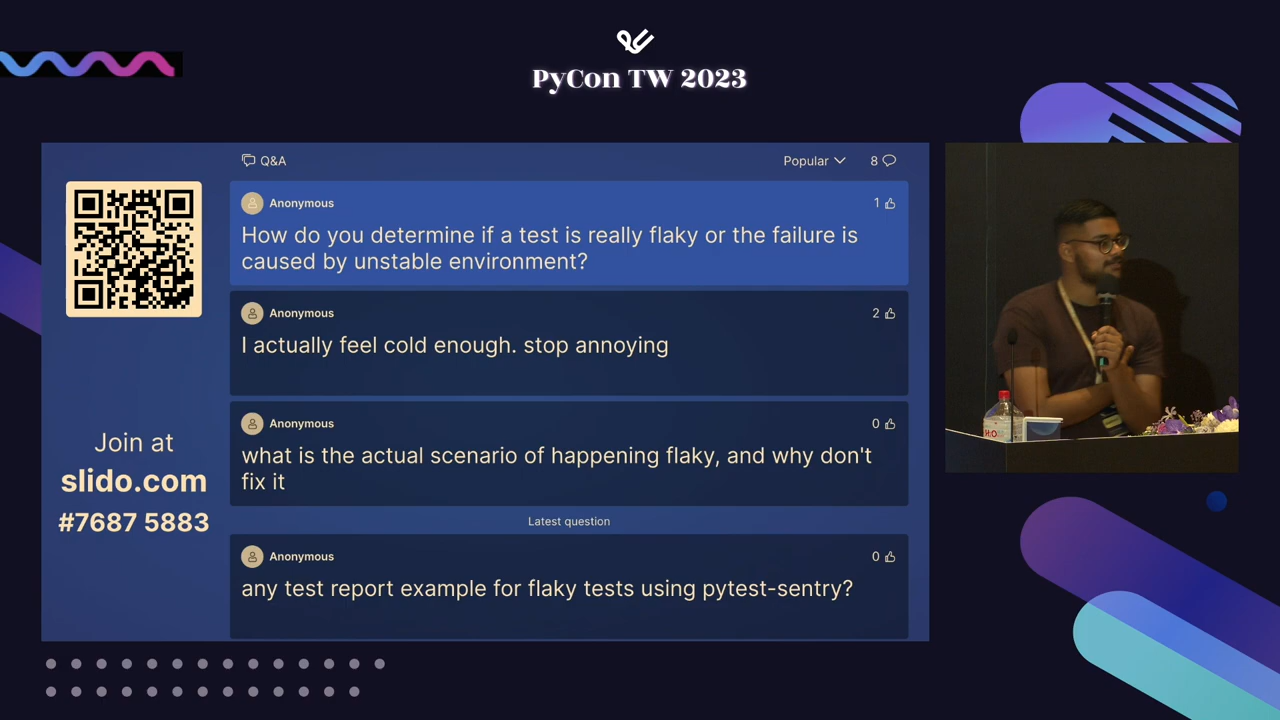 PyCon TW 2023
Q&A
Popular
8
Anonymous
1
How do you determine if a test is really flaky or the failure is
caused by unstable environment?
Anonymous
2
I actually feel cold enough. stop annoying
Anonymous
0
what is the actual scenario of happening flaky, and why don't
fix it
Latest question
Anonymous
0
any test report example for flaky tests using pytest-sentry?
Join at
slido.com
#7687 5883